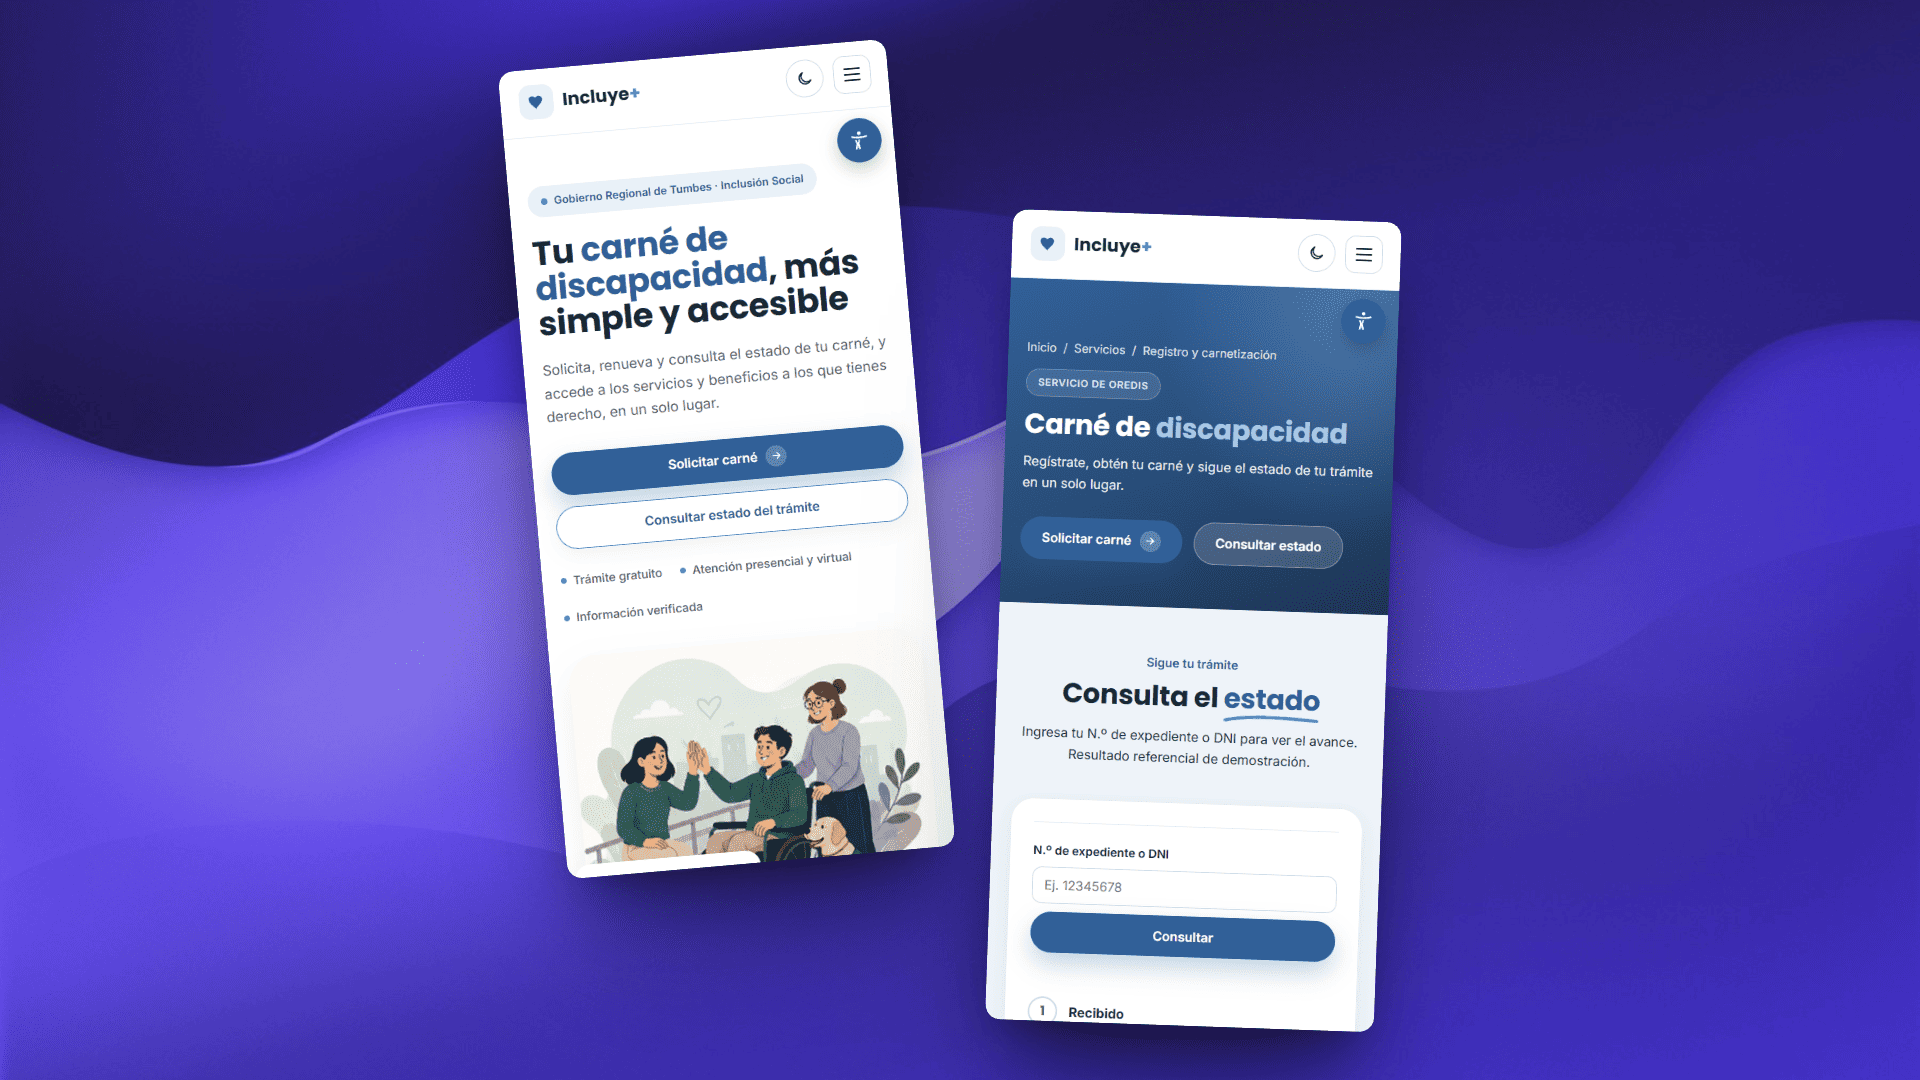 Incluye+
Gobierno Regional de Tumbes · Inclusión Social
Tu carné de
discapacidad, más
simple y accesible
Solicita, renueva y consulta el estado de tu carné, y
accede a los servicios y beneficios a los que tienes
derecho, en un solo lugar.
Solicitar carné
Consultar estado del trámite
Trámite gratuito
Atención presencial y virtual
Información verificada
Incluye+
Inicio / Servicios / Registro y carnetización
SERVICIO DE OREDIS
Carné de discapacidad
Regístrate, obtén tu carné y sigue el estado de tu trámite
en un solo lugar.
Solicitar carné
Consultar estado
Sigue tu trámite
Consulta el estado
Ingresa tu N.º de expediente o DNI para ver el avance.
Resultado referencial de demostración.
N.º de expediente o DNI
Ej. 12345678
Consultar
1 Recibido